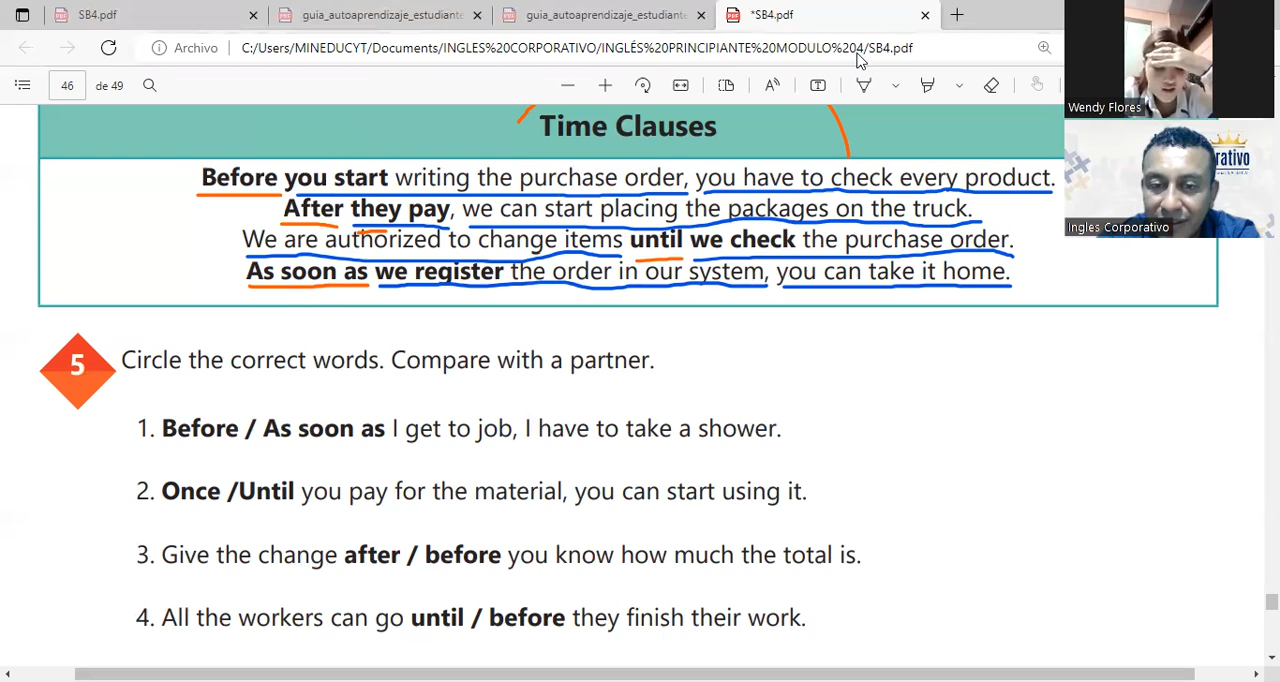 SB4.pdf
guia_autoaprendizaje_estudiante
guia_autoaprendizaje_estudiante
*SB4.pdf
Archivo
C:/Users/MINEDUCYT/Documents/INGLES%20CORPORATIVO/INGLÉS%20PRINCIPIANTE%20MODULO%204/SB4.pdf
46 de 49
Wendy Flores
ativo
Ingles Corporativo
Time Clauses
Before you start writing the purchase order, you have to check every product.
After they pay, we can start placing the packages on the truck.
We are authorized to change items until we check the purchase order.
As soon as we register the order in our system, you can take it home.
5 Circle the correct words. Compare with a partner.
1. Before / As soon as I get to job, I have to take a shower.
2. Once /Until you pay for the material, you can start using it.
3. Give the change after / before you know how much the total is.
4. All the workers can go until / before they finish their work.